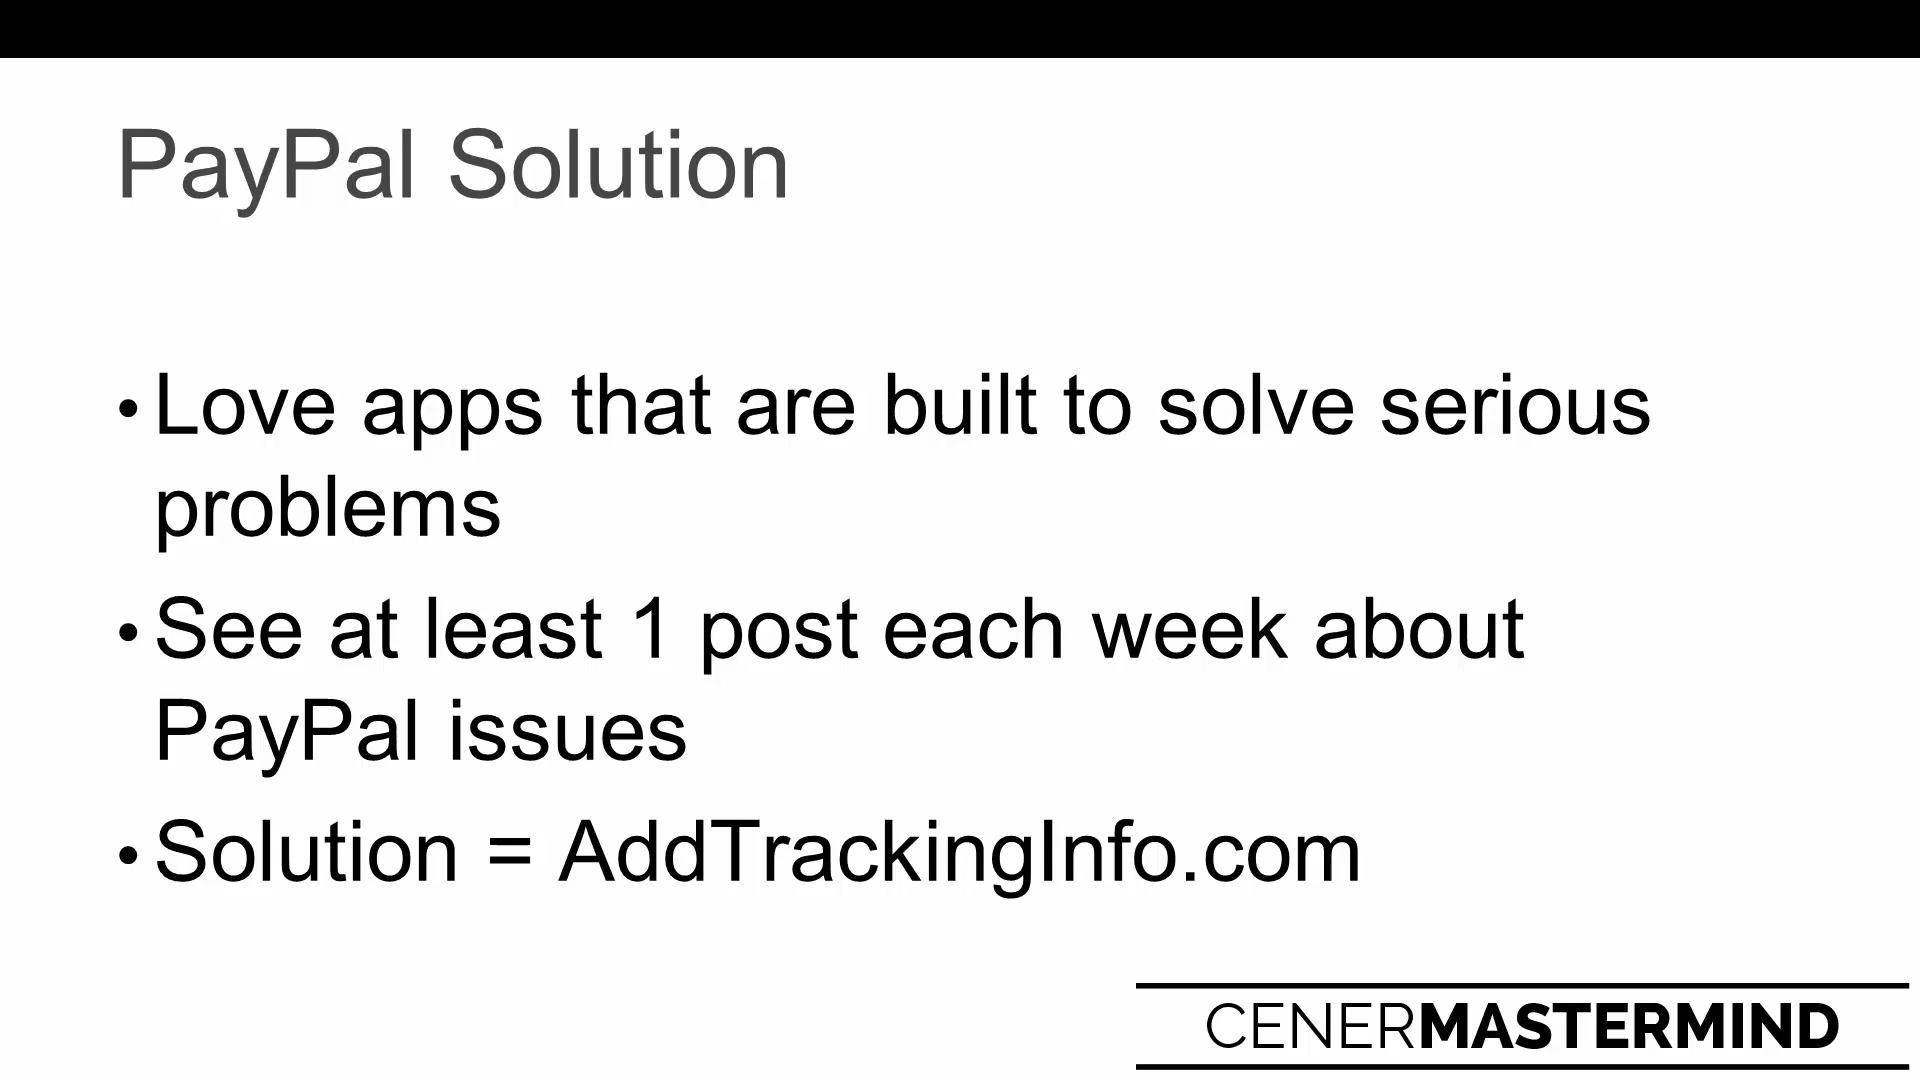 PayPal Solution
• Love apps that are built to solve serious
problems
• See at least 1 post each week about
PayPal issues
• Solution = AddTrackingInfo.com
CENERMASTERMIND